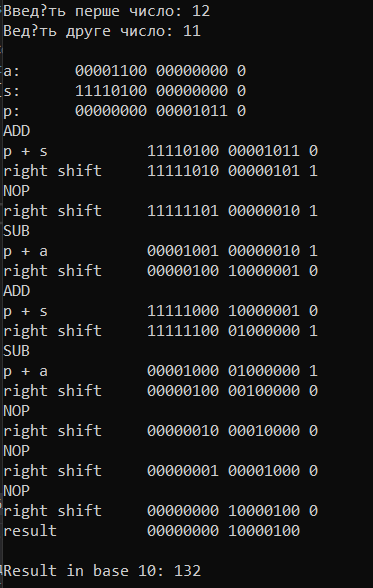 Введ?ть перше число: 12
Вед?ть друге число: 11
a: 00001100 00000000 0
s: 11110100 00000000 0
p: 00000000 00001011 0
ADD
p + s 11110100 00001011 0
right shift 11111010 00000101 1
NOP
right shift 11111101 00000010 1
SUB
p + a 00001001 00000010 1
right shift 00000100 10000001 0
ADD
p + s 11111000 10000001 0
right shift 11111100 01000000 1
SUB
p + a 00001000 01000000 1
right shift 00000100 00100000 0
NOP
right shift 00000010 00010000 0
NOP
right shift 00000001 00001000 0
NOP
right shift 00000000 10000100 0
result 00000000 10000100
Result in base 10: 132